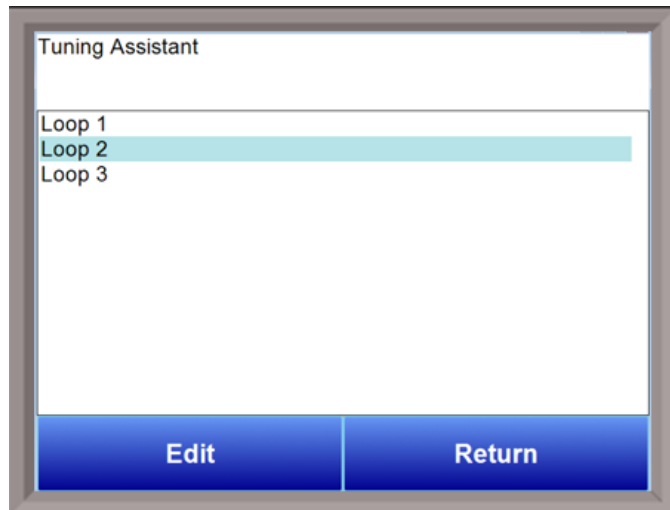 Tuning Assistant
Loop 1
Loop 2
Loop 3
Edit
Return